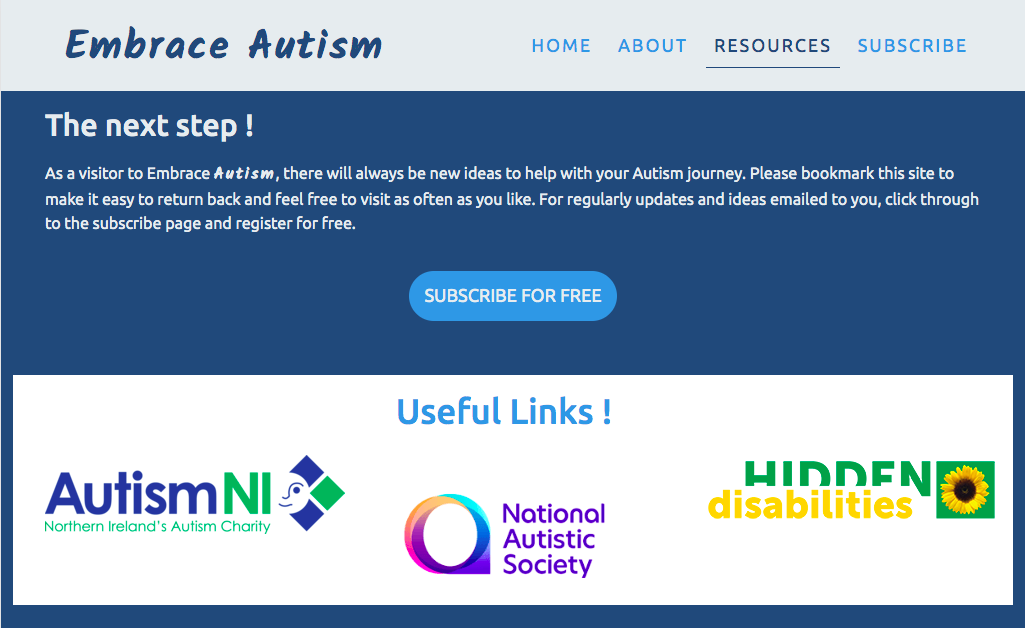 Embrace Autism
HOME ABOUT RESOURCES SUBSCRIBE
The next step !
As a visitor to Embrace Autism, there will always be new ideas to help with your Autism journey. Please bookmark this site to
make it easy to return back and feel free to visit as often as you like. For regularly updates and ideas emailed to you, click through
to the subscribe page and register for free.
SUBSCRIBE FOR FREE
Useful Links !
AutismNI
Northern Ireland's Autism Charity
National
Autistic
Society
HIDDEN
disabilities